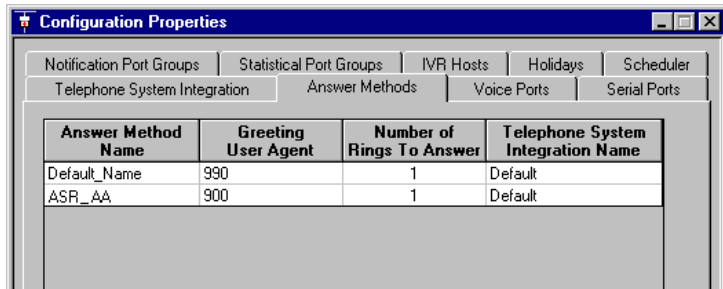 Configuration Properties
Notification Port Groups Statistical Port Groups IVR Hosts Holidays Scheduler
Telephone System Integration Answer Methods Voice Ports Serial Ports
Answer Method Name Greeting User Agent Number of Rings To Answer Telephone System Integration Name
Default_Name 990 1 Default
ASR_AA 900 1 Default